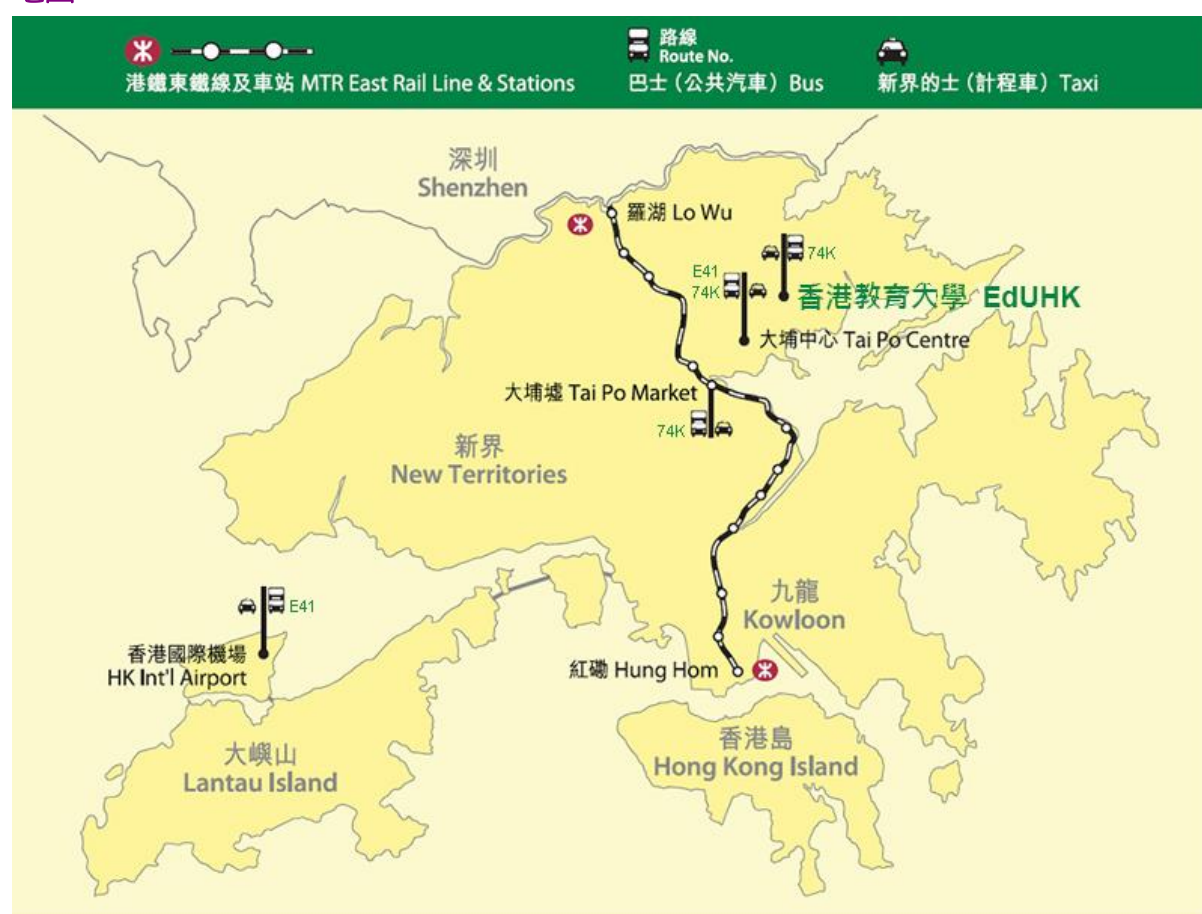 地圖
路線
Route No.
港鐵東鐵線及車站 MTR East Rail Line & Stations
巴士（公共汽車）Bus
新界的士（計程車）Taxi
深圳
Shenzhen
羅湖 Lo Wu
74K
E41
74K
香港教育大學 EdUHK
大埔中心 Tai Po Centre
大埔墟 Tai Po Market
74K
新界
New Territories
九龍
Kowloon
E41
香港國際機場
HK Int'l Airport
紅磡 Hung Hom
香港島
Hong Kong Island
大嶼山
Lantau Island